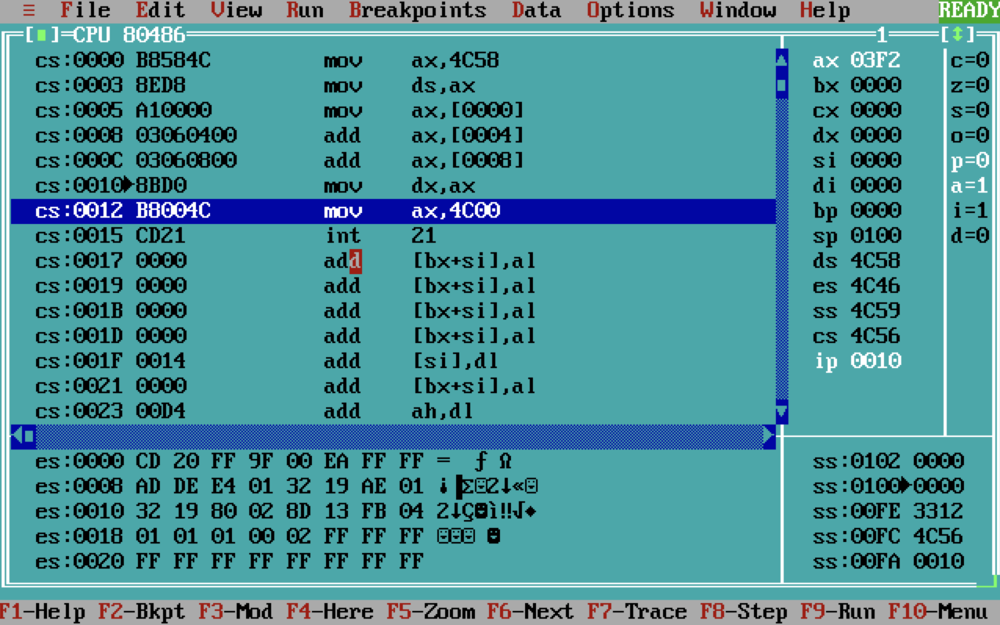 ≡ File Edit View Run Breakpoints Data Options Window Help READY
[■]=CPU 80486 1 [↕]
cs:0000 B8584C mov ax,4C58 ax 03F2 c=0
cs:0003 8ED8 mov ds,ax bx 0000 z=0
cs:0005 A10000 mov ax,[0000] cx 0000 s=0
cs:0008 03060400 add ax,[0004] dx 0000 o=0
cs:000C 03060800 add ax,[0008] si 0000 p=0
cs:0010►8BD0 mov dx,ax di 0000 a=1
cs:0012 B8004C mov ax,4C00 bp 0000 i=1
cs:0015 CD21 int 21 sp 0100 d=0
cs:0017 0000 add [bx+si],al ds 4C58
cs:0019 0000 add [bx+si],al es 4C46
cs:001B 0000 add [bx+si],al ss 4C59
cs:001D 0000 add [bx+si],al cs 4C56
cs:001F 0014 add [si],dl ip 0010
cs:0021 0000 add [bx+si],al
cs:0023 00D4 add ah,dl
es:0000 CD 20 FF 9F 00 EA FF FF = ƒ Ω ss:0102 0000
es:0008 AD DE E4 01 32 19 AE 01 ¡▐Σ☺2↓«☺ ss:0100►0000
es:0010 32 19 80 02 8D 13 FB 04 2↓Ç☻ì‼√♦ ss:00FE 3312
es:0018 01 01 01 00 02 FF FF FF ☺☺☺ ☻ ss:00FC 4C56
es:0020 FF FF FF FF FF FF FF FF ss:00FA 0010
F1-Help F2-Bkpt F3-Mod F4-Here F5-Zoom F6-Next F7-Trace F8-Step F9-Run F10-Menu